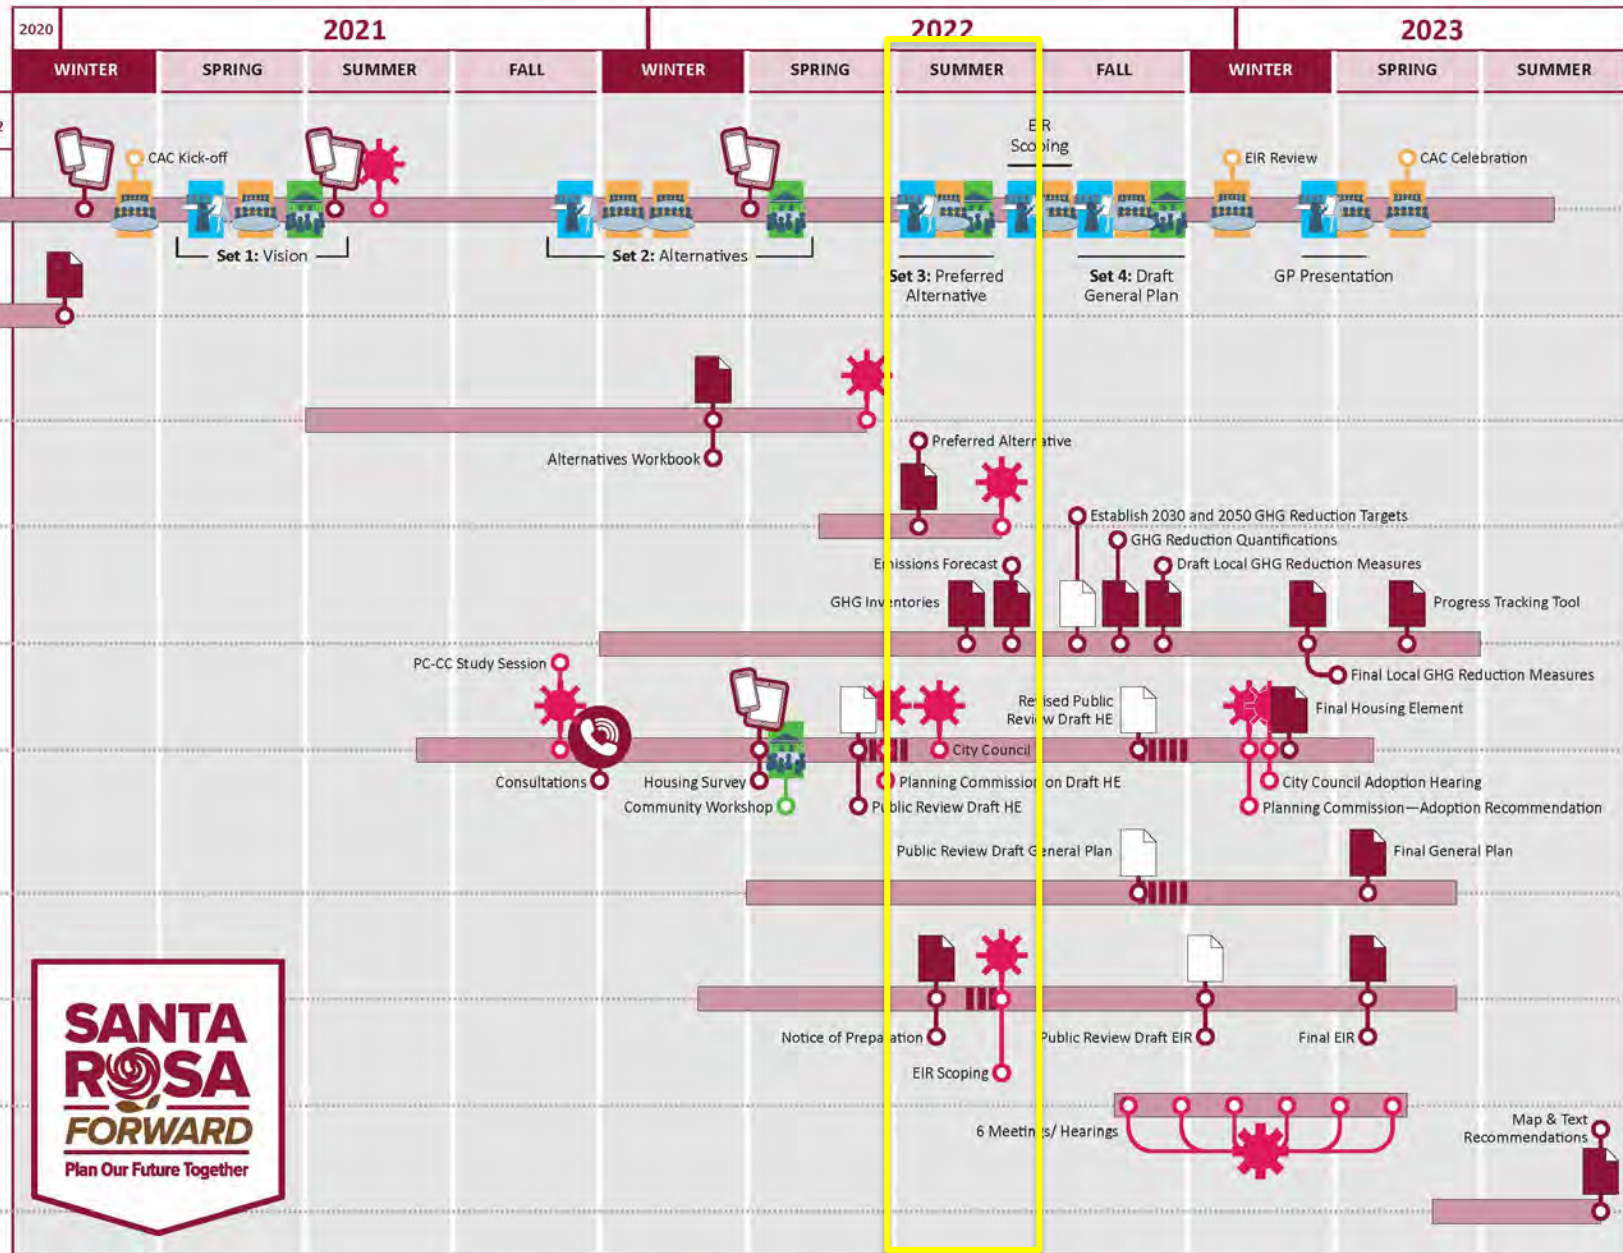 2020
2021
2022
2023
WINTER
SPRING
SUMMER
FALL
WINTER
SPRING
SUMMER
FALL
WINTER
SPRING
SUMMER
2
EIR
Scoping
CAC Kick-off
EIR Review
CAC Celebration
Set 1: Vision
Set 2: Alternatives
Set 3: Preferred
Alternative
Set 4: Draft
General Plan
GP Presentation
Alternatives Workbook
Preferred Alternative
Establish 2030 and 2050 GHG Reduction Targets
GHG Reduction Quantifications
Emissions Forecast
Draft Local GHG Reduction Measures
GHG Inventories
Progress Tracking Tool
PC-CC Study Session
Final Local GHG Reduction Measures
Revised Public
Review Draft HE
Final Housing Element
City Council
Consultations
Housing Survey
Planning Commission on Draft HE
City Council Adoption Hearing
Community Workshop
Public Review Draft HE
Planning Commission—Adoption Recommendation
Public Review Draft General Plan
Final General Plan
Notice of Preparation
Public Review Draft EIR
Final EIR
EIR Scoping
6 Meetings/ Hearings
Map & Text
Recommendations
SANTA
ROSA
FORWARD
Plan Our Future Together